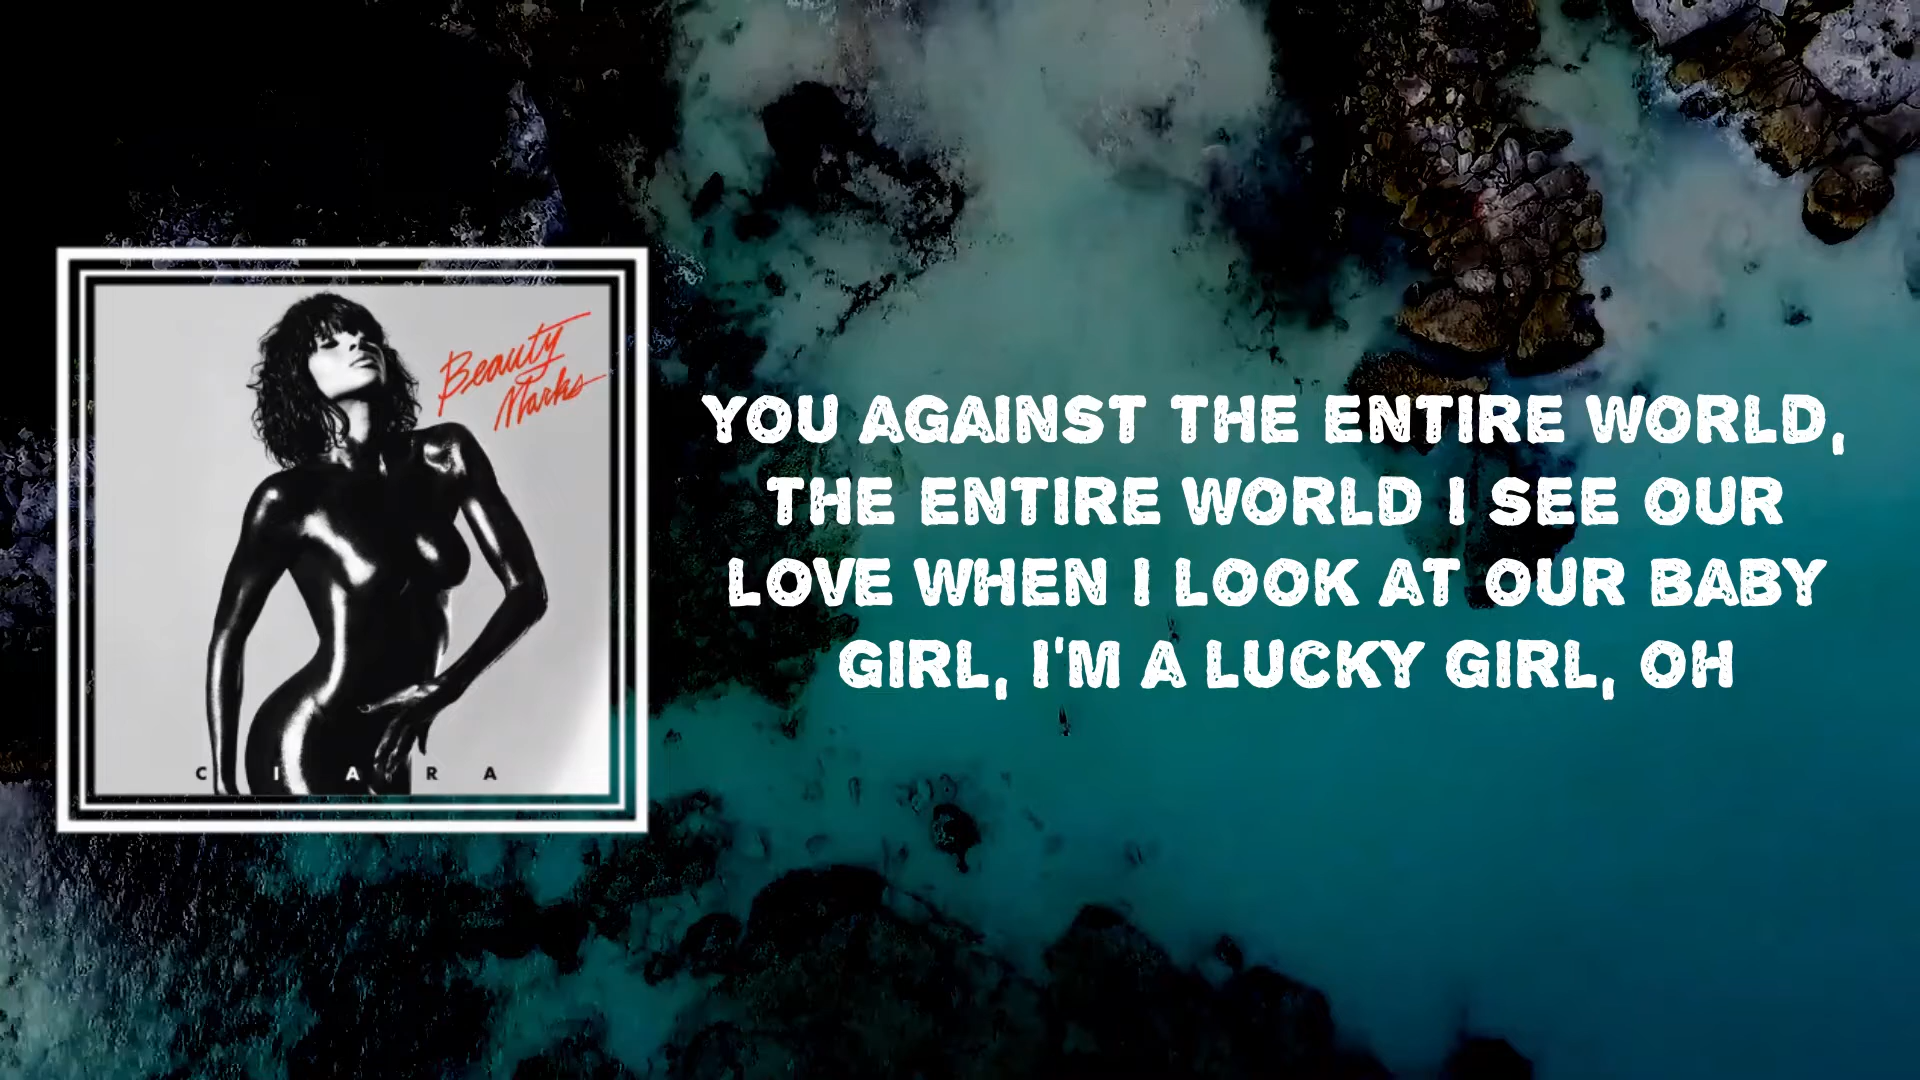 Beauty
Marks
CIARA
YOU AGAINST THE ENTIRE WORLD,
THE ENTIRE WORLD I SEE OUR
LOVE WHEN I LOOK AT OUR BABY
GIRL, I'M A LUCKY GIRL, OH